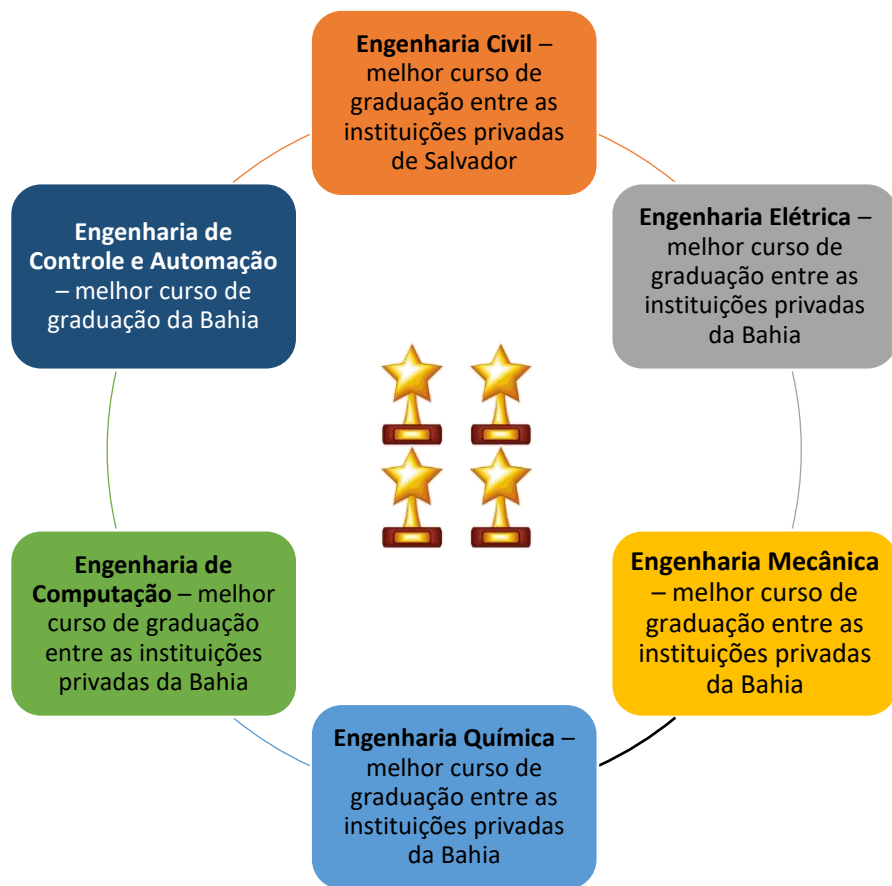 Engenharia Civil –
melhor curso de
graduação entre as
instituições privadas
de Salvador
Engenharia Elétrica –
melhor curso de
graduação entre as
instituições privadas
da Bahia
Engenharia Mecânica
– melhor curso de
graduação entre as
instituições privadas
da Bahia
Engenharia Química –
melhor curso de
graduação entre as
instituições privadas
da Bahia
Engenharia de
Computação – melhor
curso de graduação
entre as instituições
privadas da Bahia
Engenharia de
Controle e Automação
– melhor curso de
graduação da Bahia